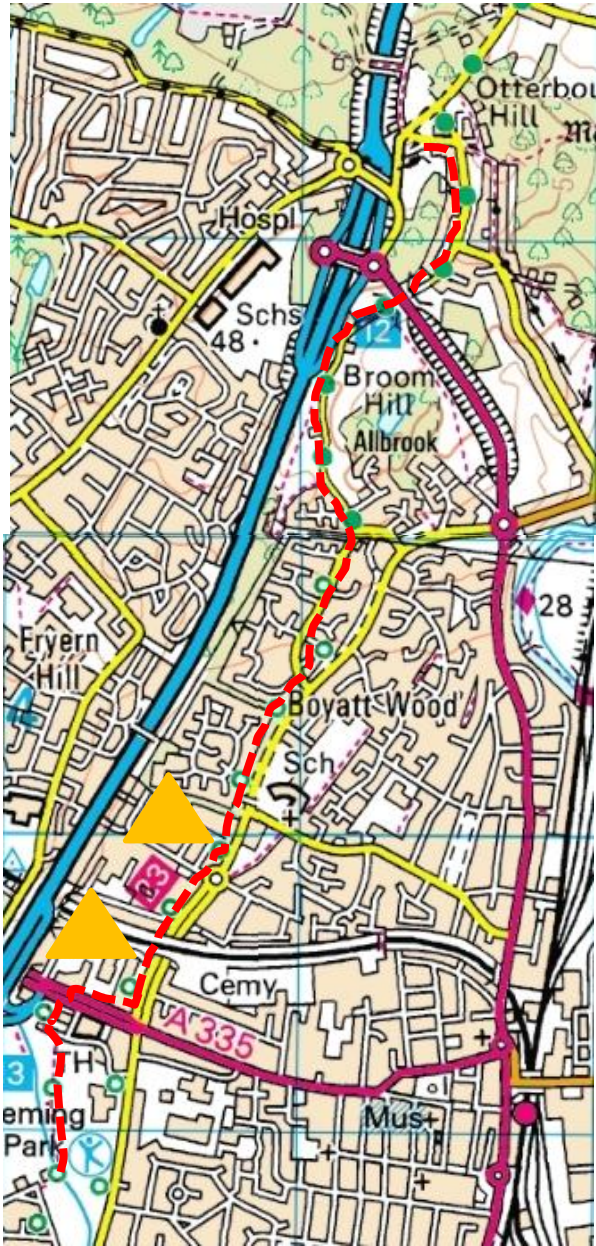 Otterbou
Hill
Ma
Hospl
Schs
48 ·
12
Broom
Hill
Allbrook
28
Fryern
Hill
Boyatt Wood
Sch
Cemy
A 335
3
TH
eming
Park
Mus